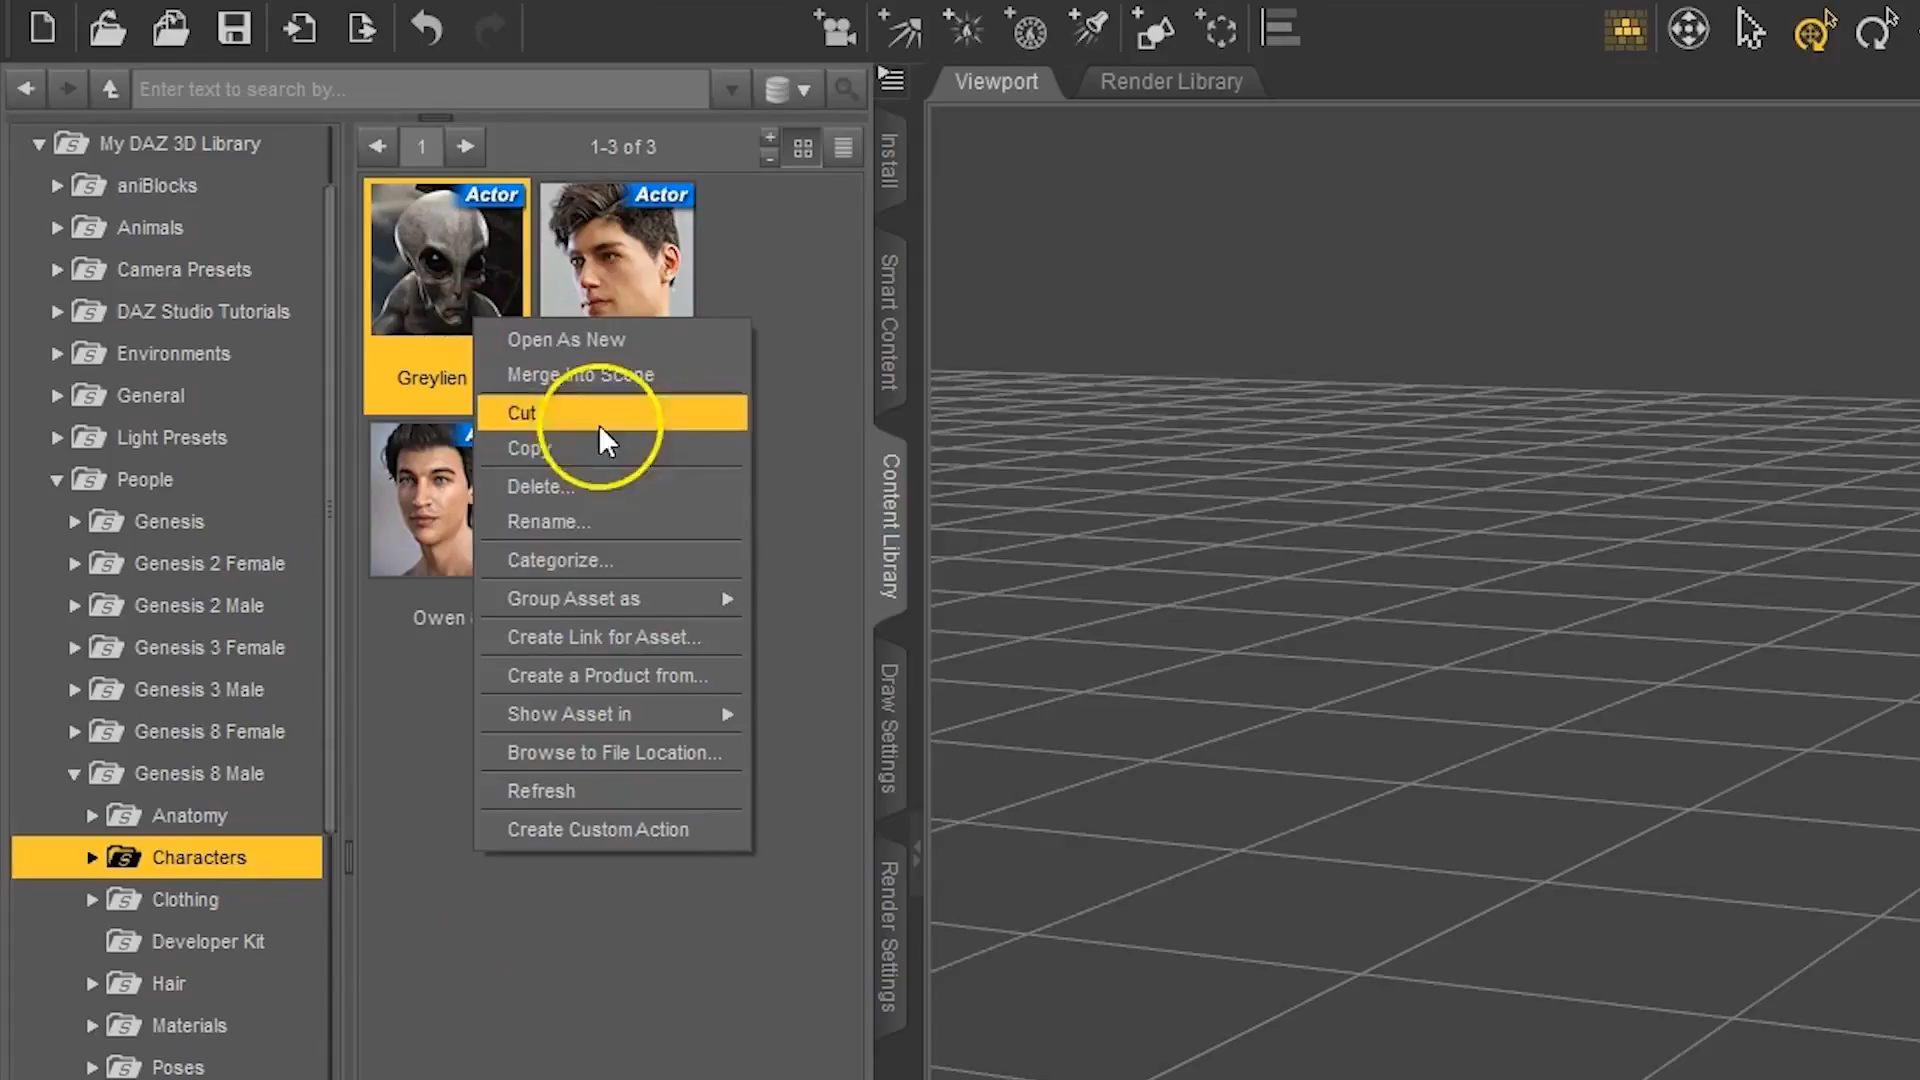 Enter text to search by...
Viewport
Render Library
My DAZ 3D Library
aniBlocks
Animals
Camera Presets
DAZ Studio Tutorials
Environments
General
Light Presets
People
Genesis
Genesis 2 Female
Genesis 2 Male
Genesis 3 Female
Genesis 3 Male
Genesis 8 Female
Genesis 8 Male
Anatomy
Characters
Clothing
Developer Kit
Hair
Materials
Poses
1
1-3 of 3
Actor
Actor
Greylien
A
Owen
Open As New
Merge into Scene
Cut
Copy
Delete...
Rename...
Categorize...
Group Asset as
Create Link for Asset...
Create a Product from...
Show Asset in
Browse to File Location...
Refresh
Create Custom Action
Install
Smart Content
Content Library
Draw Settings
Render Settings